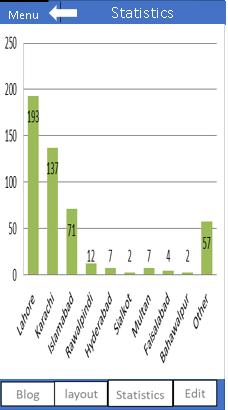 Menu Statistics
250
200
150
100
50
0
193 137 71 12 7 2 7 4 2 57
Lahore Karachi Islamabad Rawalpindi Hyderabad Sialkot Multan Faisalabad Bahawalpur Other
Blog layout Statistics Edit